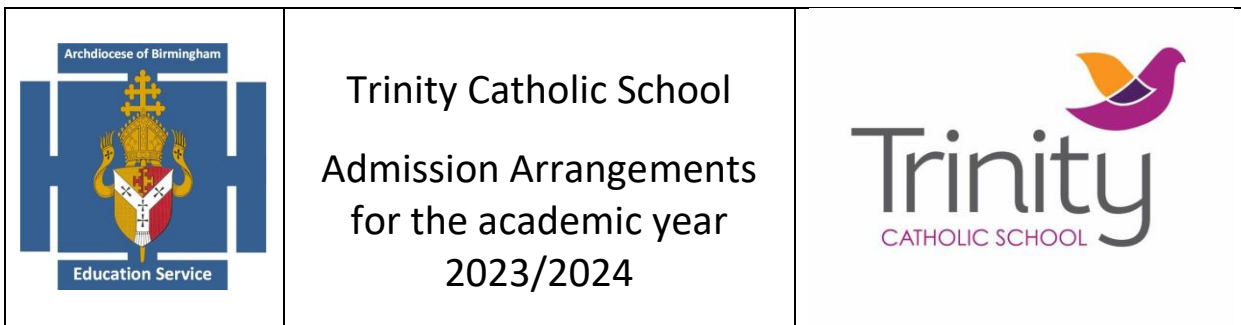 Archdiocese of Birmingham
Education Service
Trinity Catholic School
Admission Arrangements
for the academic year
2023/2024
Trinity
CATHOLIC SCHOOL